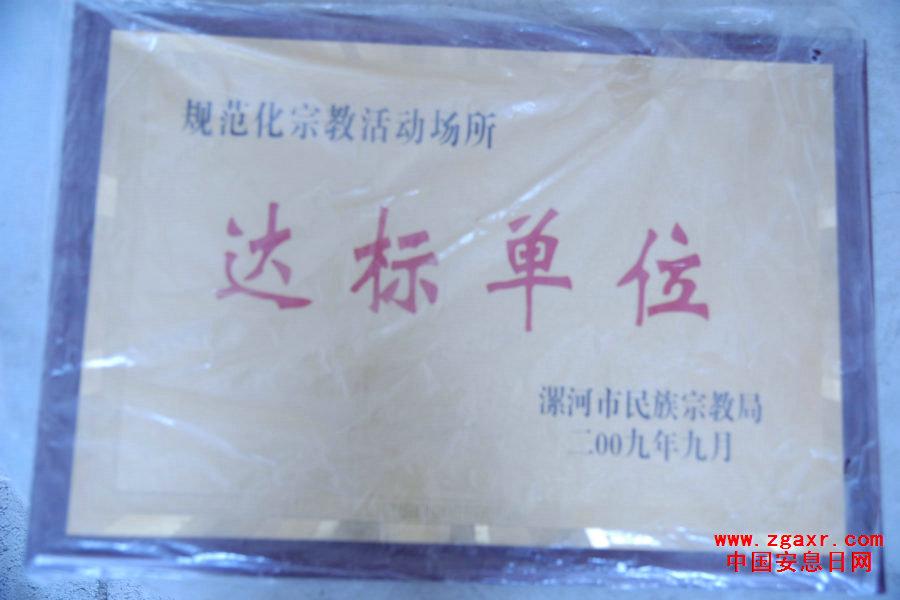 规范化宗教活动场所
达标单位
漯河市民族宗教局
二00九年九月
www.zgaxr.com
中国安息日网